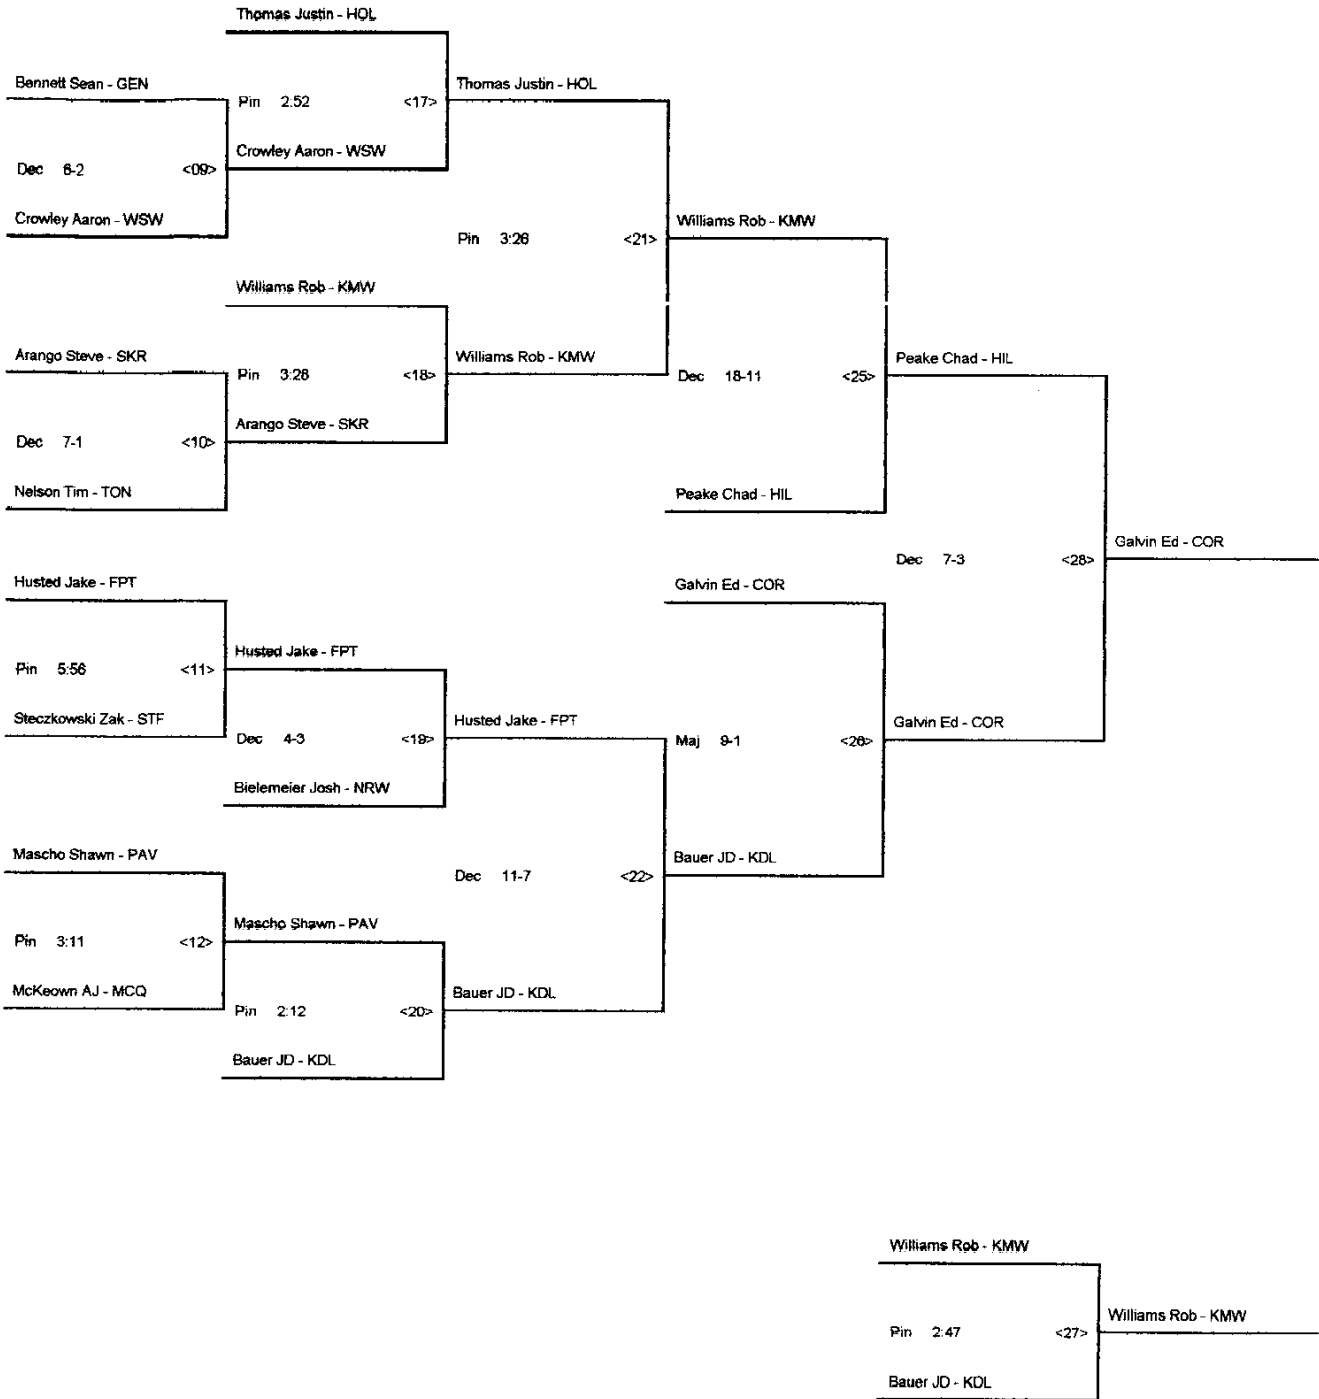 Thomas Justin - HOL
Bennett Sean - GEN
Thomas Justin - HOL
Pin 2:52 <17>
Crowley Aaron - WSW
Dec 6-2 <09>
Crowley Aaron - WSW
Williams Rob - KMW
Pin 3:26 <21>
Williams Rob - KMW
Arango Steve - SKR
Williams Rob - KMW
Peake Chad - HIL
Pin 3:28 <18>
Dec 18-11 <25>
Arango Steve - SKR
Dec 7-1 <10>
Nelson Tim - TON
Peake Chad - HIL
Galvin Ed - COR
Dec 7-3 <28>
Husted Jake - FPT
Galvin Ed - COR
Husted Jake - FPT
Pin 5:56 <11>
Steczkowski Zak - STF
Husted Jake - FPT
Galvin Ed - COR
Dec 4-3 <19>
Maj 9-1 <26>
Bielemeier Josh - NRW
Mascho Shawn - PAV
Bauer JD - KDL
Dec 11-7 <22>
Mascho Shawn - PAV
Pin 3:11 <12>
McKeown AJ - MCQ
Bauer JD - KDL
Pin 2:12 <20>
Bauer JD - KDL
Williams Rob - KMW
Williams Rob - KMW
Pin 2:47 <27>
Bauer JD - KDL